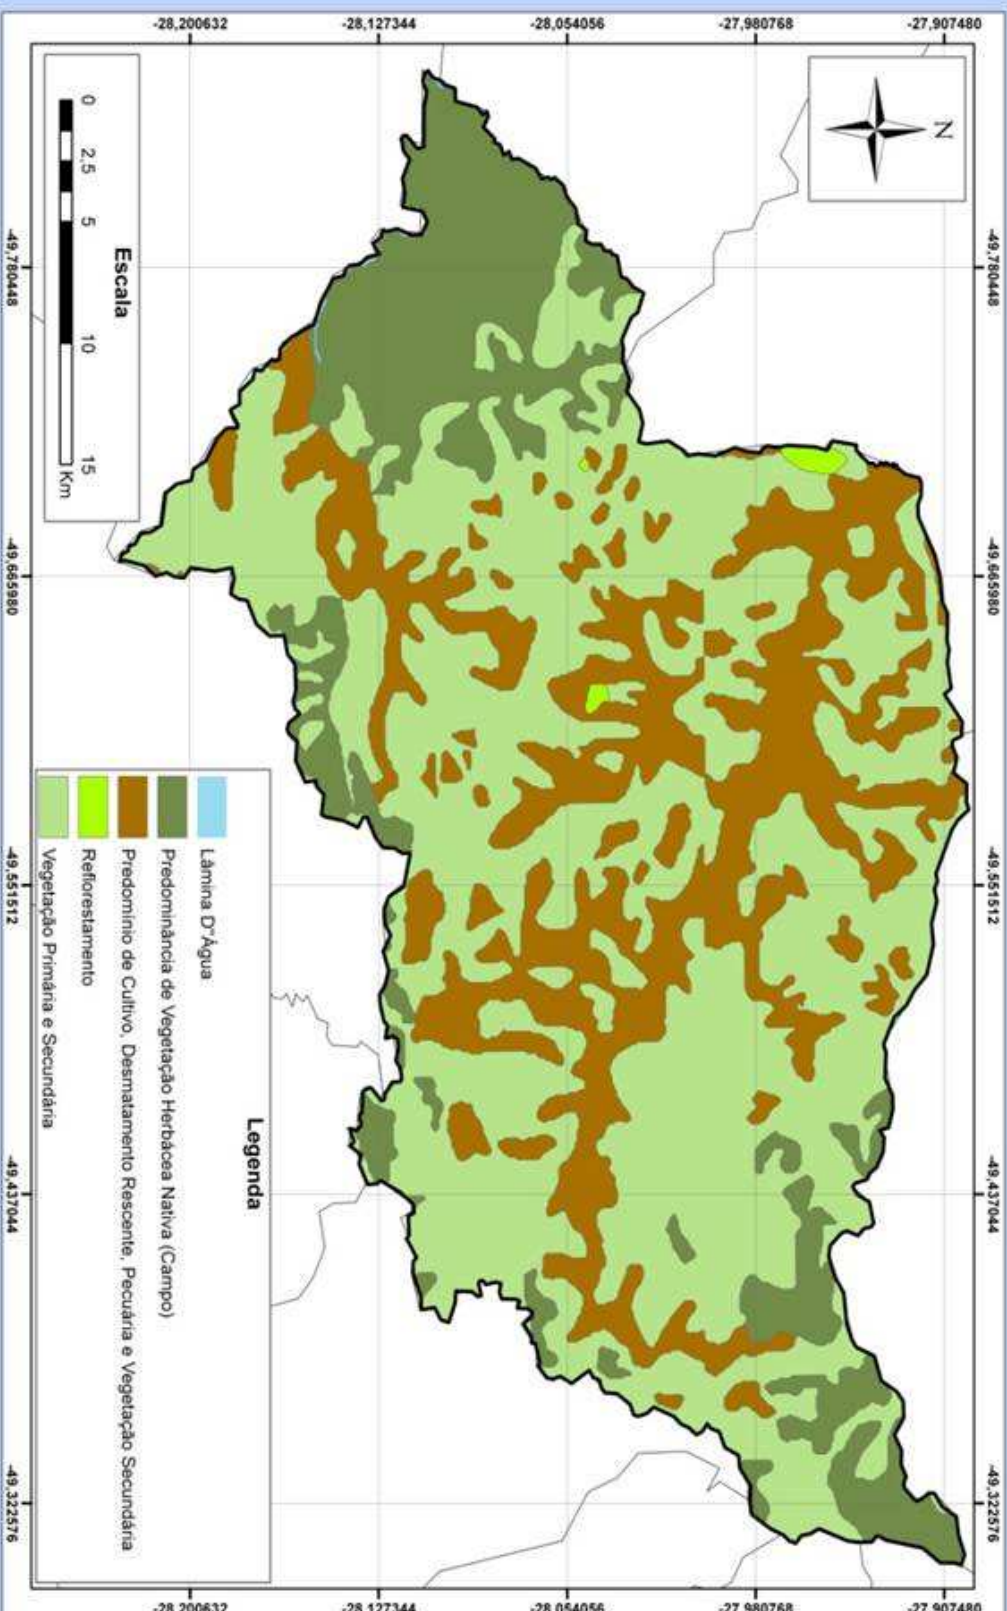 -49,780448 -49,665980 -49,551512 -49,437044 -49,322576
N
-27,907480 -27,907480
-27,980768 -27,980768
-28,054056 -28,054056
-28,127344 -28,127344
-28,200632 -28,200632
Escala
0 2,5 5 10 15
Km
Legenda
Lâmina D"Água
Predominância de Vegetação Herbácea Nativa (Campo)
Predomínio de Cultivo, Desmatamento Rescente, Pecuária e Vegetação Secundária
Reflorestamento
Vegetação Primária e Secundária
-49,780448 -49,665980 -49,551512 -49,437044 -49,322576